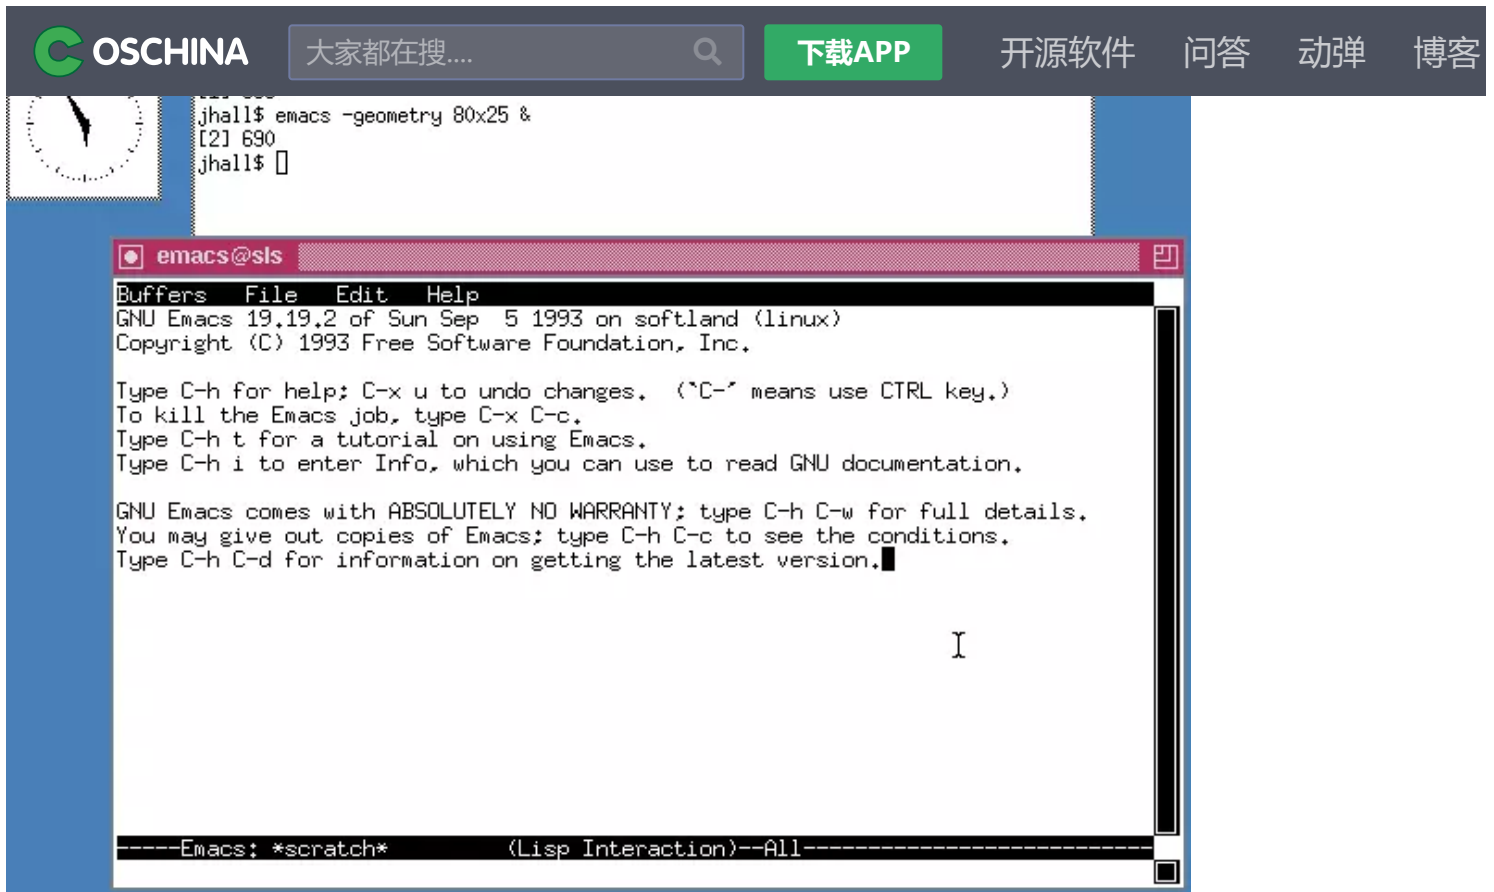 OSCHINA 大家都在搜.... 下载APP 开源软件 问答 动弹 博客
jhall$ emacs -geometry 80x25 &
[2] 690
jhall$
emacs@sls
Buffers File Edit Help
GNU Emacs 19.19.2 of Sun Sep 5 1993 on softland (linux)
Copyright (C) 1993 Free Software Foundation, Inc.
Type C-h for help; C-x u to undo changes. (`C-' means use CTRL key.)
To kill the Emacs job, type C-x C-c.
Type C-h t for a tutorial on using Emacs.
Type C-h i to enter Info, which you can use to read GNU documentation.
GNU Emacs comes with ABSOLUTELY NO WARRANTY; type C-h C-w for full details.
You may give out copies of Emacs; type C-h C-c to see the conditions.
Type C-h C-d for information on getting the latest version.
-----Emacs: *scratch* (Lisp Interaction)--All---------------------------